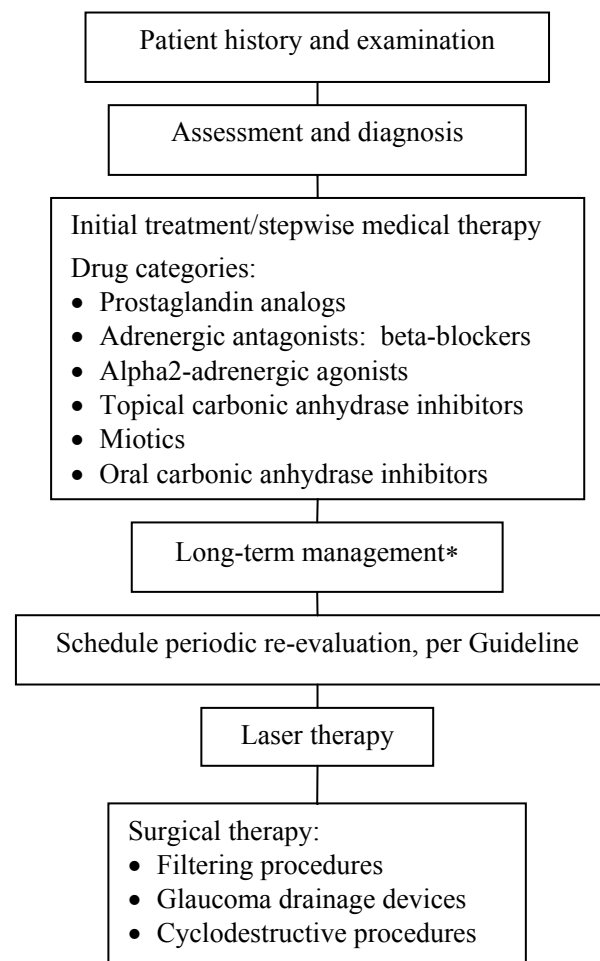 Patient history and examination
Assessment and diagnosis
Initial treatment/stepwise medical therapy
Drug categories:
• Prostaglandin analogs
• Adrenergic antagonists: beta-blockers
• Alpha2-adrenergic agonists
• Topical carbonic anhydrase inhibitors
• Miotics
• Oral carbonic anhydrase inhibitors
Long-term management*
Schedule periodic re-evaluation, per Guideline
Laser therapy
Surgical therapy:
• Filtering procedures
• Glaucoma drainage devices
• Cyclodestructive procedures